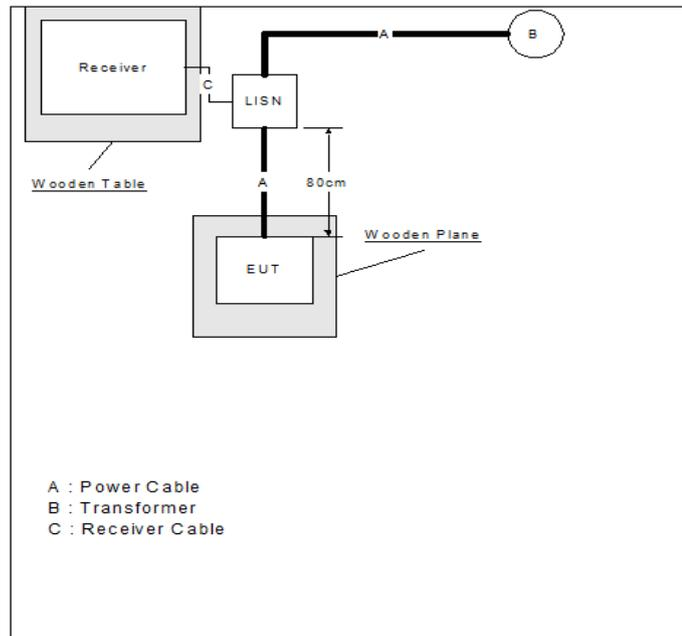 A
B
Receiver
C
LISN
Wooden Table
A
80cm
Wooden Plane
EUT
A : Power Cable
B : Transformer
C : Receiver Cable